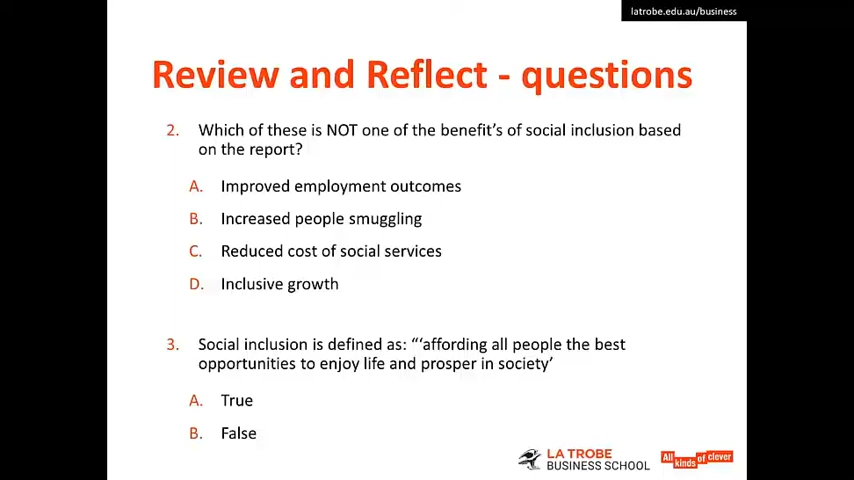 latrobe.edu.au/business
Review and Reflect - questions
2. Which of these is NOT one of the benefit's of social inclusion based
on the report?
A. Improved employment outcomes
B. Increased people smuggling
C. Reduced cost of social services
D. Inclusive growth
3. Social inclusion is defined as: "‘affording all people the best
opportunities to enjoy life and prosper in society’
A. True
B. False
LA TROBE
BUSINESS SCHOOL
All kinds of clever